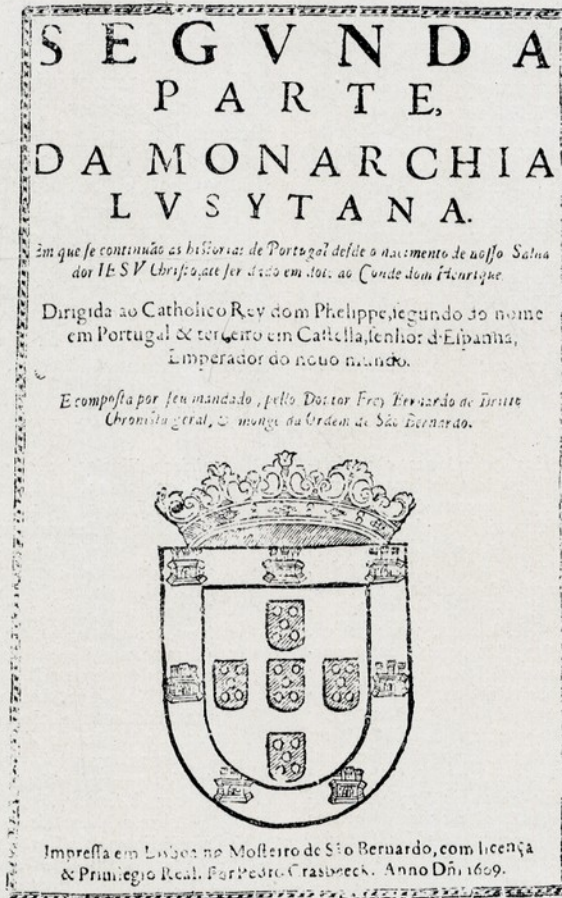 SEGVNDA
PARTE,
DA MONARCHIA
LVSYTANA.
Em que ſe continuão as hiſtorias de Portugal deſde o nacimento de noſſo Salua
dor IESV Chriſto, ate ſer dado em dote ao Conde dom Henrique.
Dirigida ao Catholico Rey dom Phelippe, ſegundo do nome
em Portugal & terceiro em Caſtella, ſenhor d'Eſpanha,
Emperador do nouo mundo.
E compoſta por ſeu mandado, pello Doctor Frey Bernardo de Britto
Chroniſta geral, & monge da Ordem de São Bernardo.
Impreſſa em Lisboa no Moſteiro de São Bernardo, com licença
& Priuilegio Real. Por Pedro Crasbeeck. Anno Dñi 1609.